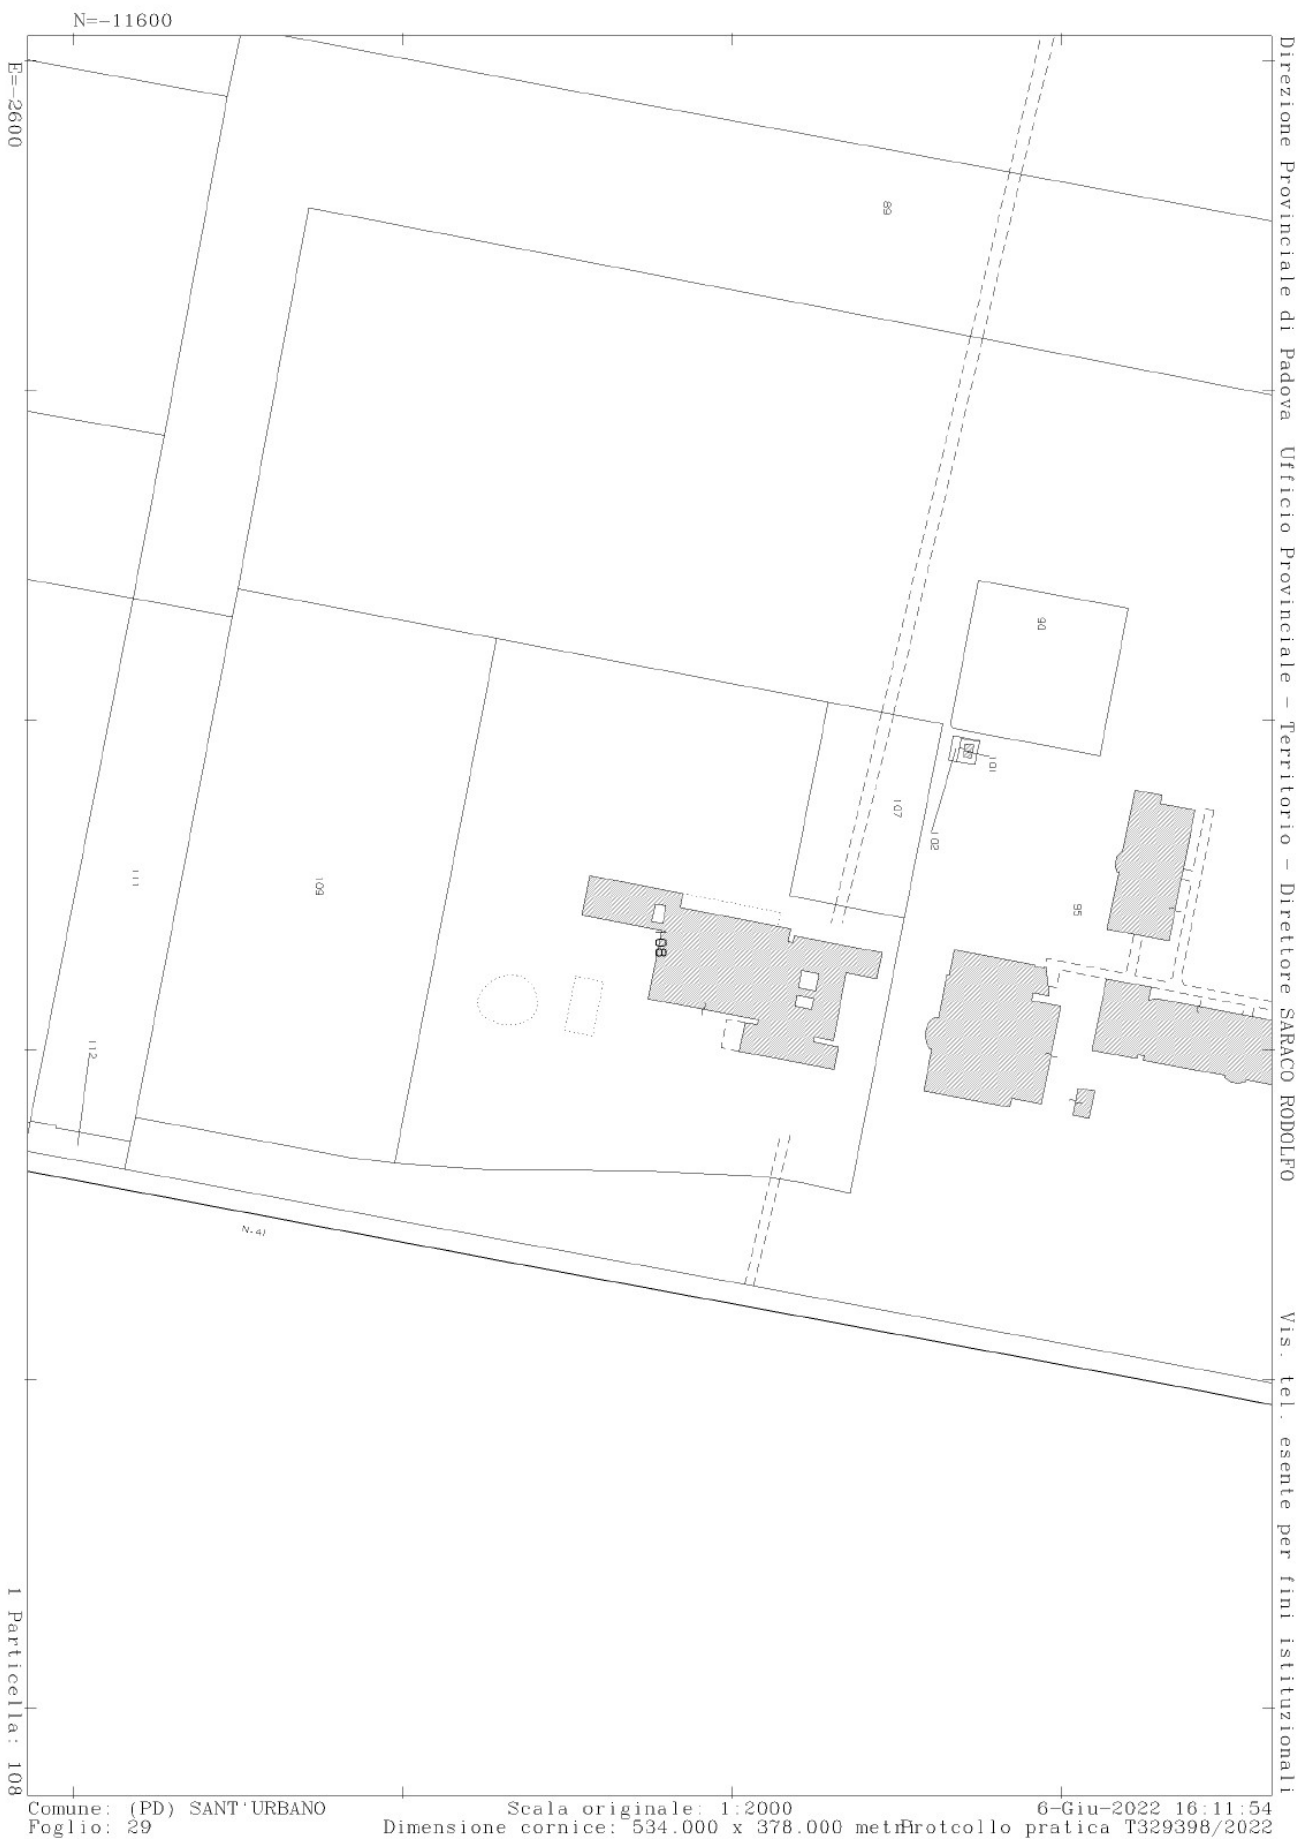 N=-11600
E=-2600
Direzione Provinciale di Padova Ufficio Provinciale - Territorio - Direttore SARACO RODOLFO
Vis. tel. esente per fini istituzionali
89
90
101
107
102
95
111
109
108
112
N.41
1 Particella: 108
Comune: (PD) SANT'URBANO
Scala originale: 1:2000
6-Giu-2022 16:11:54
Foglio: 29
Dimensione cornice: 534.000 x 378.000 metri
Protocollo pratica T329398/2022